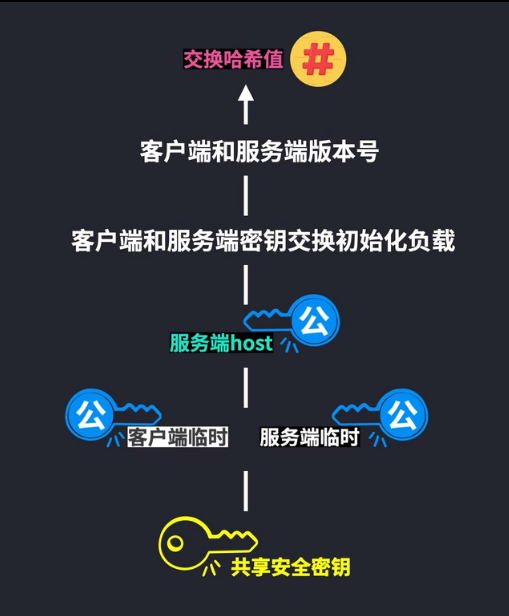 交换哈希值 #
客户端和服务端版本号
客户端和服务端密钥交换初始化负载
公
服务端host
公 公
客户端临时 服务端临时
共享安全密钥